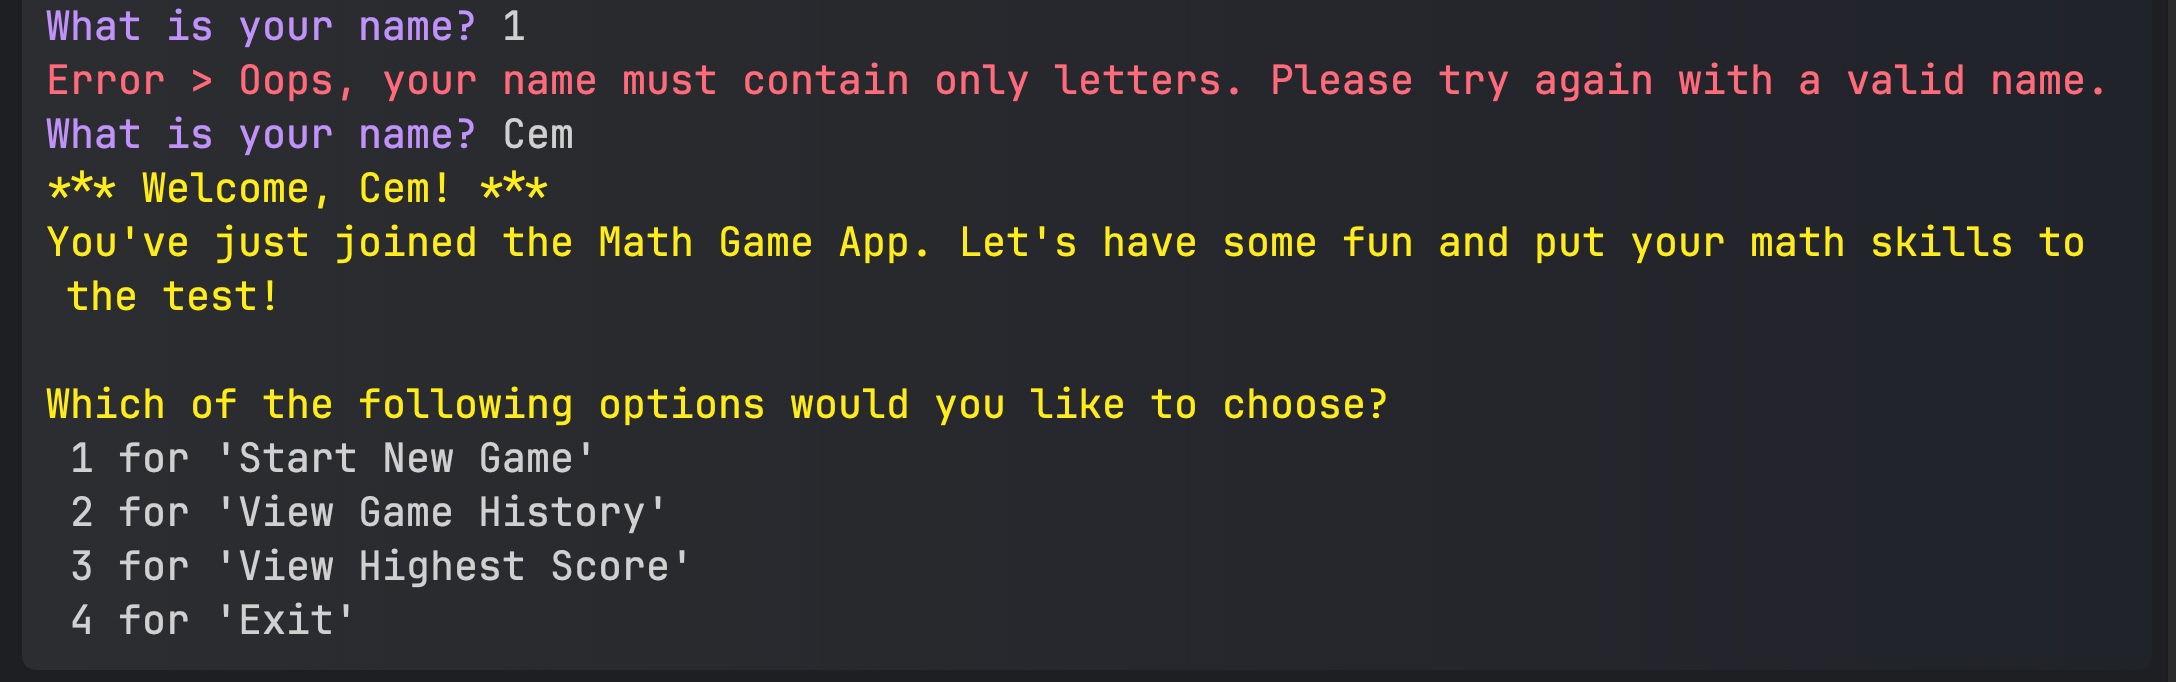 What is your name? 1
Error > Oops, your name must contain only letters. Please try again with a valid name.
What is your name? Cem
*** Welcome, Cem! ***
You've just joined the Math Game App. Let's have some fun and put your math skills to
the test!
Which of the following options would you like to choose?
1 for 'Start New Game'
2 for 'View Game History'
3 for 'View Highest Score'
4 for 'Exit'